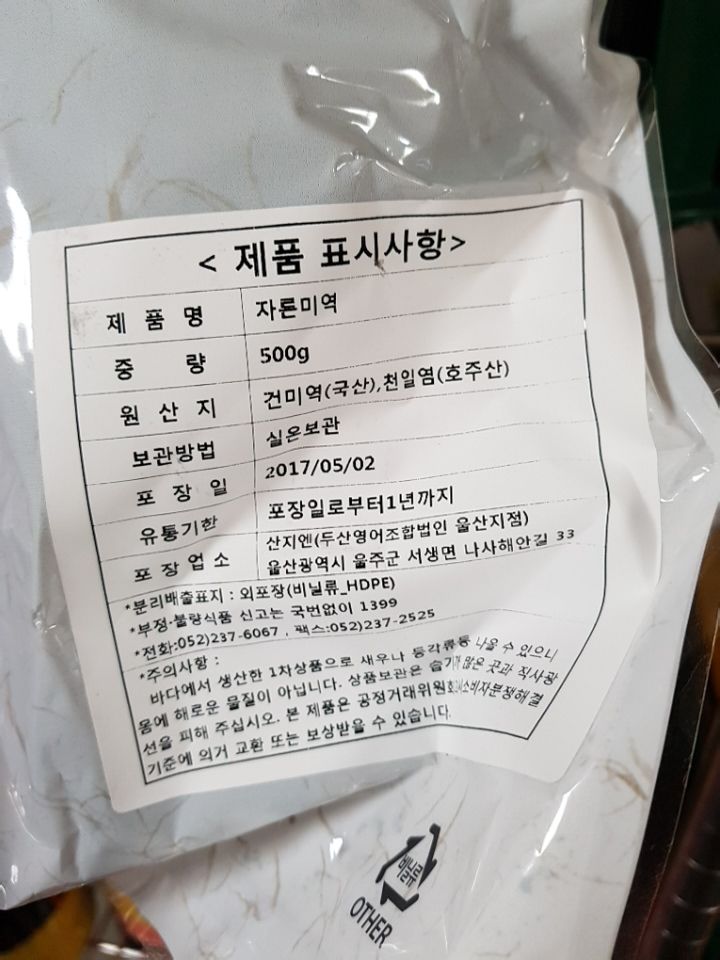 < 제품 표시사항>
제 품 명 자른미역
중 량 500g
원 산 지 건미역(국산),천일염(호주산)
보관방법 실온보관
포 장 일 2017/05/02
유통기한 포장일로부터1년까지
포 장 업 소 산지엔(두산영어조합법인 울산지점)
울산광역시 울주군 서생면 나사해안길 33
*분리배출표지 : 외포장(비닐류_HDPE)
*부정·불량식품 신고는 국번없이 1399
*전화:052)237-6067 , 팩스:052)237-2525
*주의사항 :
바다에서 생산한 1차상품으로 새우나 등각류등 나올 수 있으니
몸에 해로운 물질이 아닙니다. 상품보관은 습기가 많은 곳과 직사광
선을 피해 주십시오. 본 제품은 공정거래위원회고시소비자분쟁해결
기준에 의거 교환 또는 보상받을 수 있습니다.
비닐류
OTHER